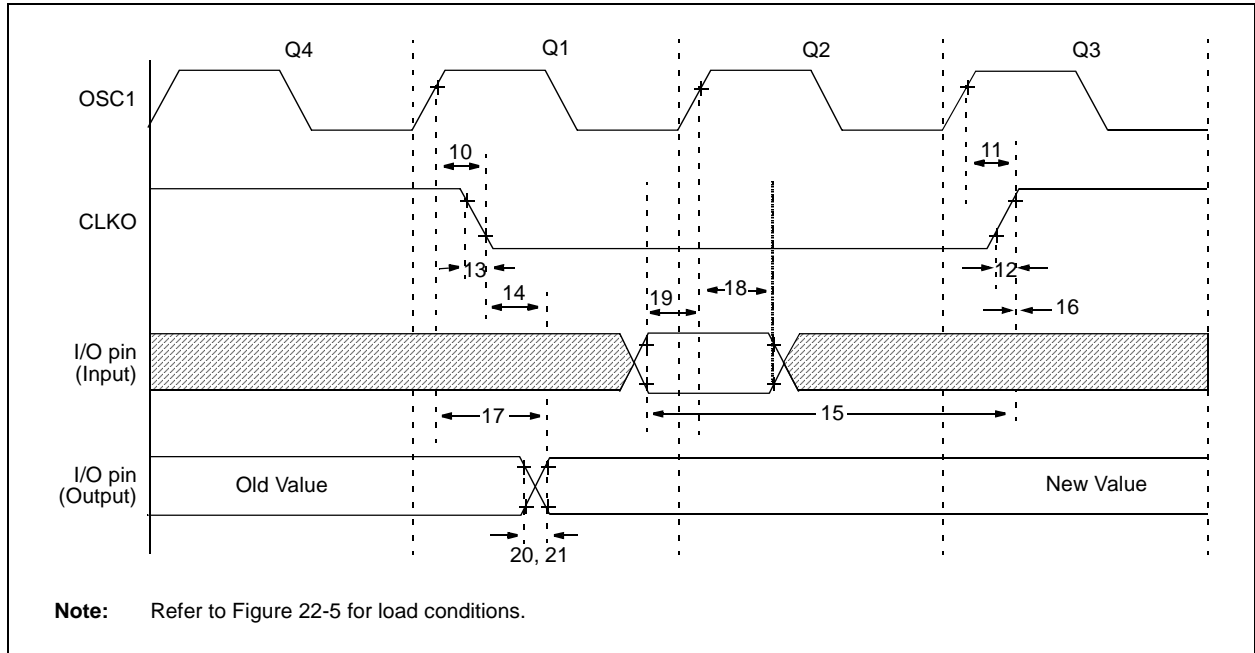 Q4 Q1 Q2 Q3
OSC1
10 11
CLKO
13 12
14 19 18 16
I/O pin
(Input)
17 15
I/O pin
(Output)
Old Value New Value
20, 21
Note: Refer to Figure 22-5 for load conditions.